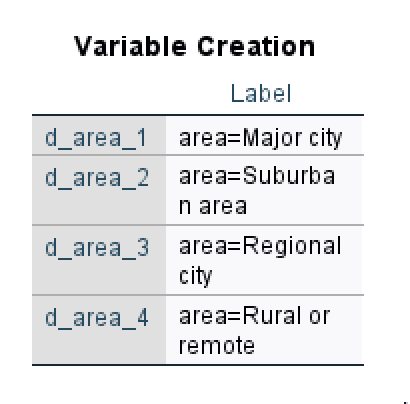 Variable Creation
Label
d_area_1 area=Major city
d_area_2 area=Suburba
n area
d_area_3 area=Regional
city
d_area_4 area=Rural or
remote
.